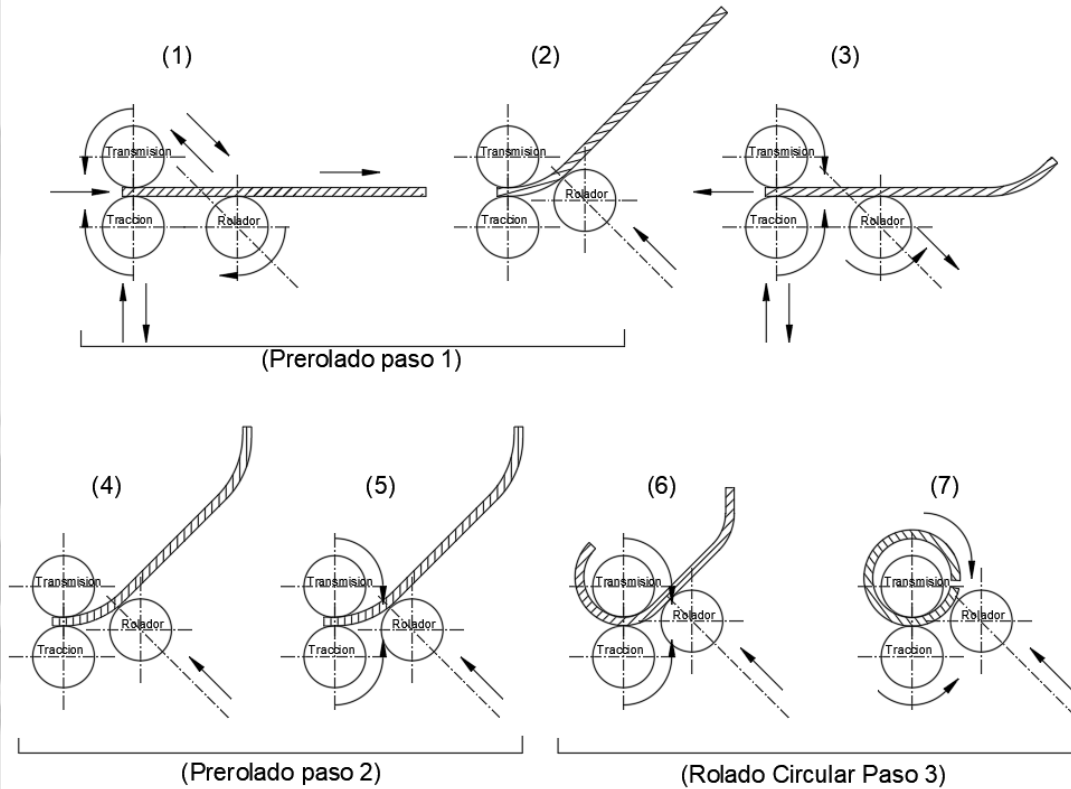 (1)
Transmision
Traccion
Rolador
(2)
Transmision
Traccion
Rolador
(3)
Transmision
Traccion
Rolador
(Prerolado paso 1)
(4)
Transmision
Traccion
Rolador
(5)
Transmision
Traccion
Rolador
(6)
Transmision
Traccion
Rolador
(7)
Transmision
Traccion
Rolador
(Prerolado paso 2)
(Rolado Circular Paso 3)